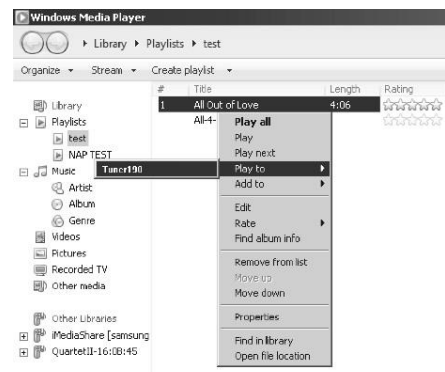 Windows Media Player
Library Playlists test
Organize Stream Create playlist
# Title Length Rating
Library
Playlists
test
NAP TEST
Music
Artist
Album
Genre
Videos
Pictures
Recorded TV
Other media
Other Libraries
iMediaShare [samsung
QuartetII-16:0B:45
1 All Out of Love 4:06
All-4-
Tuner190
Play all
Play
Play next
Play to
Add to
Edit
Rate
Find album info
Remove from list
Move up
Move down
Properties
Find in library
Open file location